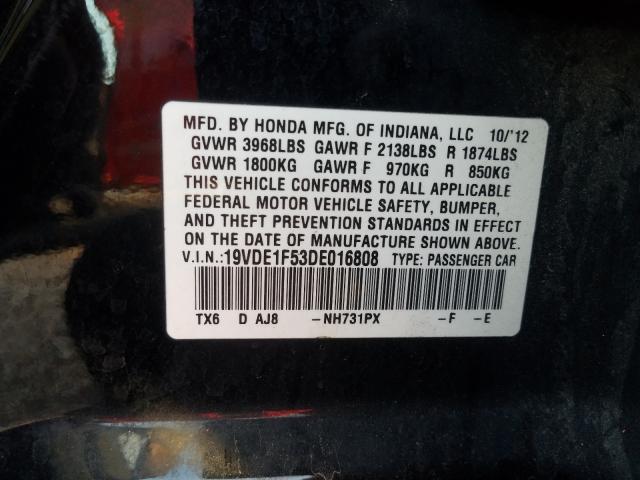 MFD. BY HONDA MFG. OF INDIANA, LLC 10/'12
GVWR 3968LBS GAWR F 2138LBS R 1874LBS
GVWR 1800KG GAWR F 970KG R 850KG
THIS VEHICLE CONFORMS TO ALL APPLICABLE
FEDERAL MOTOR VEHICLE SAFETY, BUMPER,
AND THEFT PREVENTION STANDARDS IN EFFECT
ON THE DATE OF MANUFACTURE SHOWN ABOVE.
V.I.N.:19VDE1F53DE016808 TYPE: PASSENGER CAR
TX6 D AJ8 -NH731PX -F -E